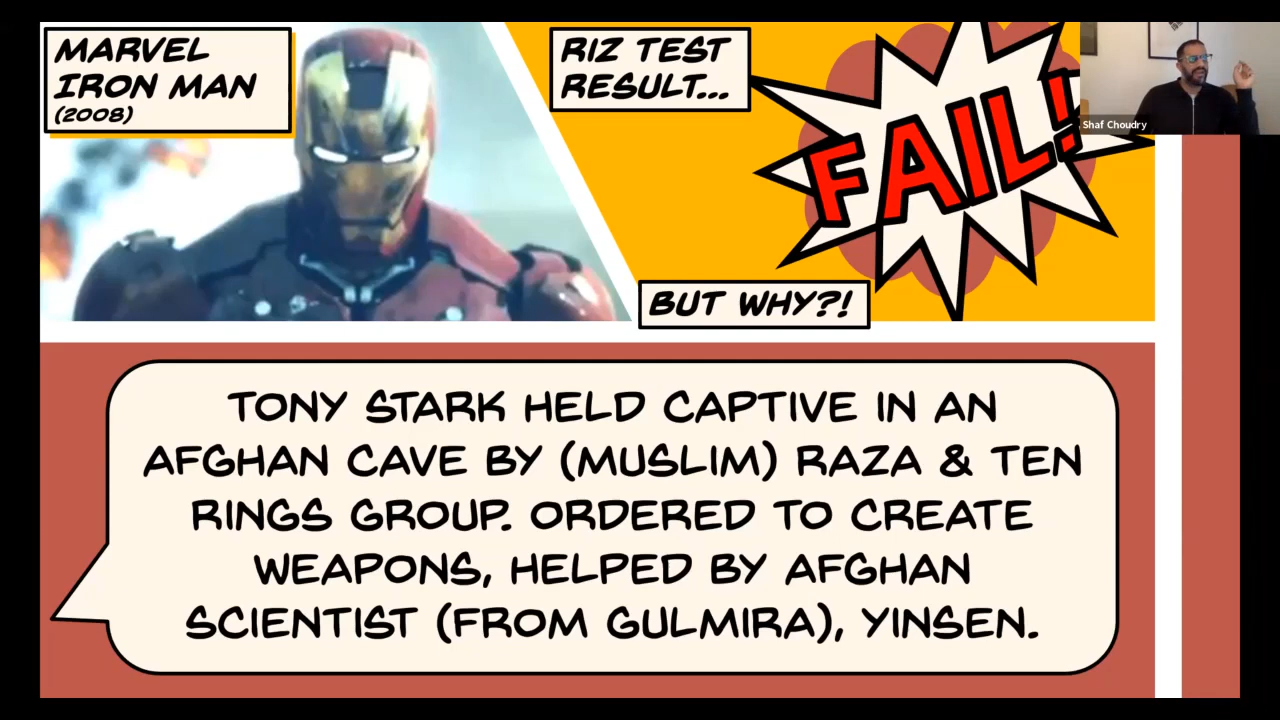 MARVEL
IRON MAN
(2008)
RIZ TEST
RESULT...
FAIL!
Shaf Choudry
BUT WHY?!
TONY STARK HELD CAPTIVE IN AN
AFGHAN CAVE BY (MUSLIM) RAZA & TEN
RINGS GROUP. ORDERED TO CREATE
WEAPONS, HELPED BY AFGHAN
SCIENTIST (FROM GULMIRA), YINSEN.